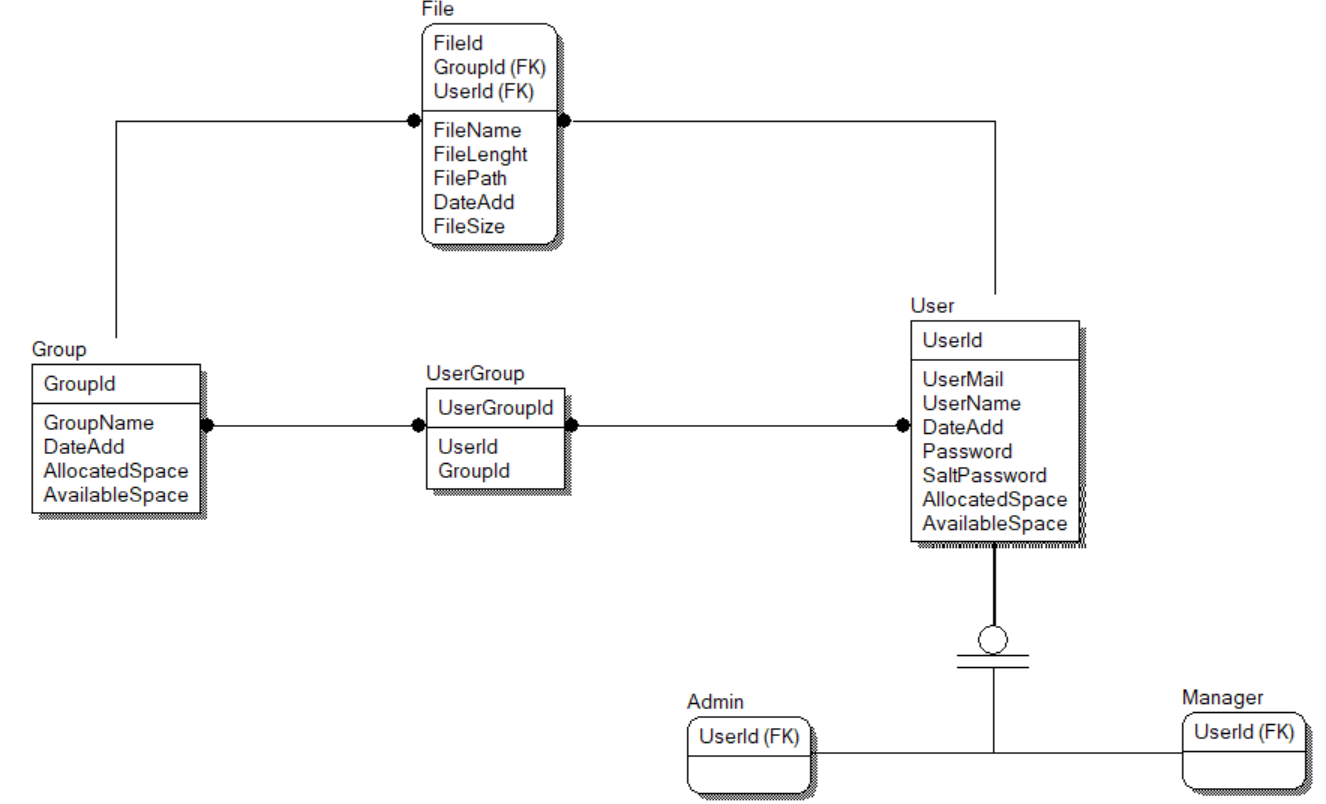 File
FileId
GroupId (FK)
UserId (FK)
FileName
FileLenght
FilePath
DateAdd
FileSize
Group
GroupId
GroupName
DateAdd
AllocatedSpace
AvailableSpace
UserGroup
UserGroupId
UserId
GroupId
User
UserId
UserMail
UserName
DateAdd
Password
SaltPassword
AllocatedSpace
AvailableSpace
Admin
UserId (FK)
Manager
UserId (FK)